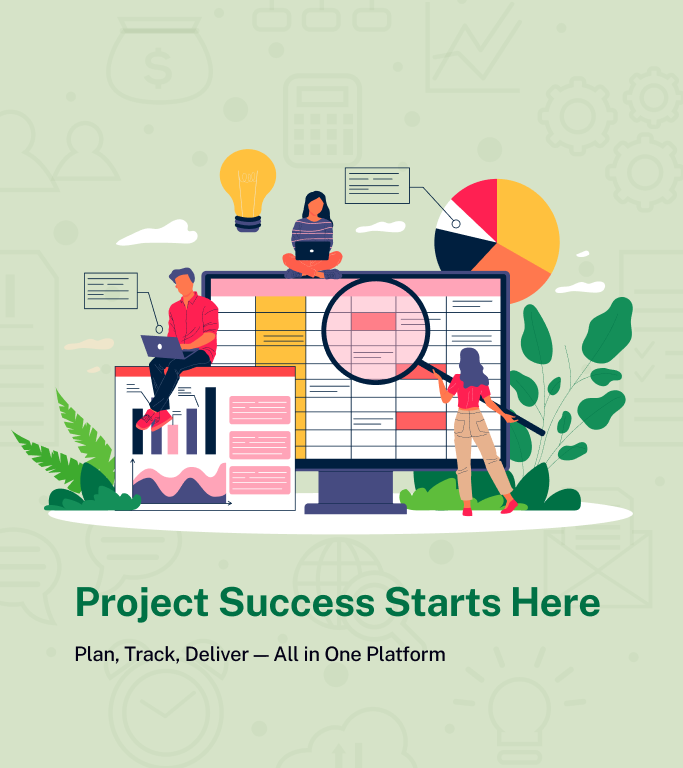 Project Success Starts Here
Plan, Track, Deliver — All in One Platform